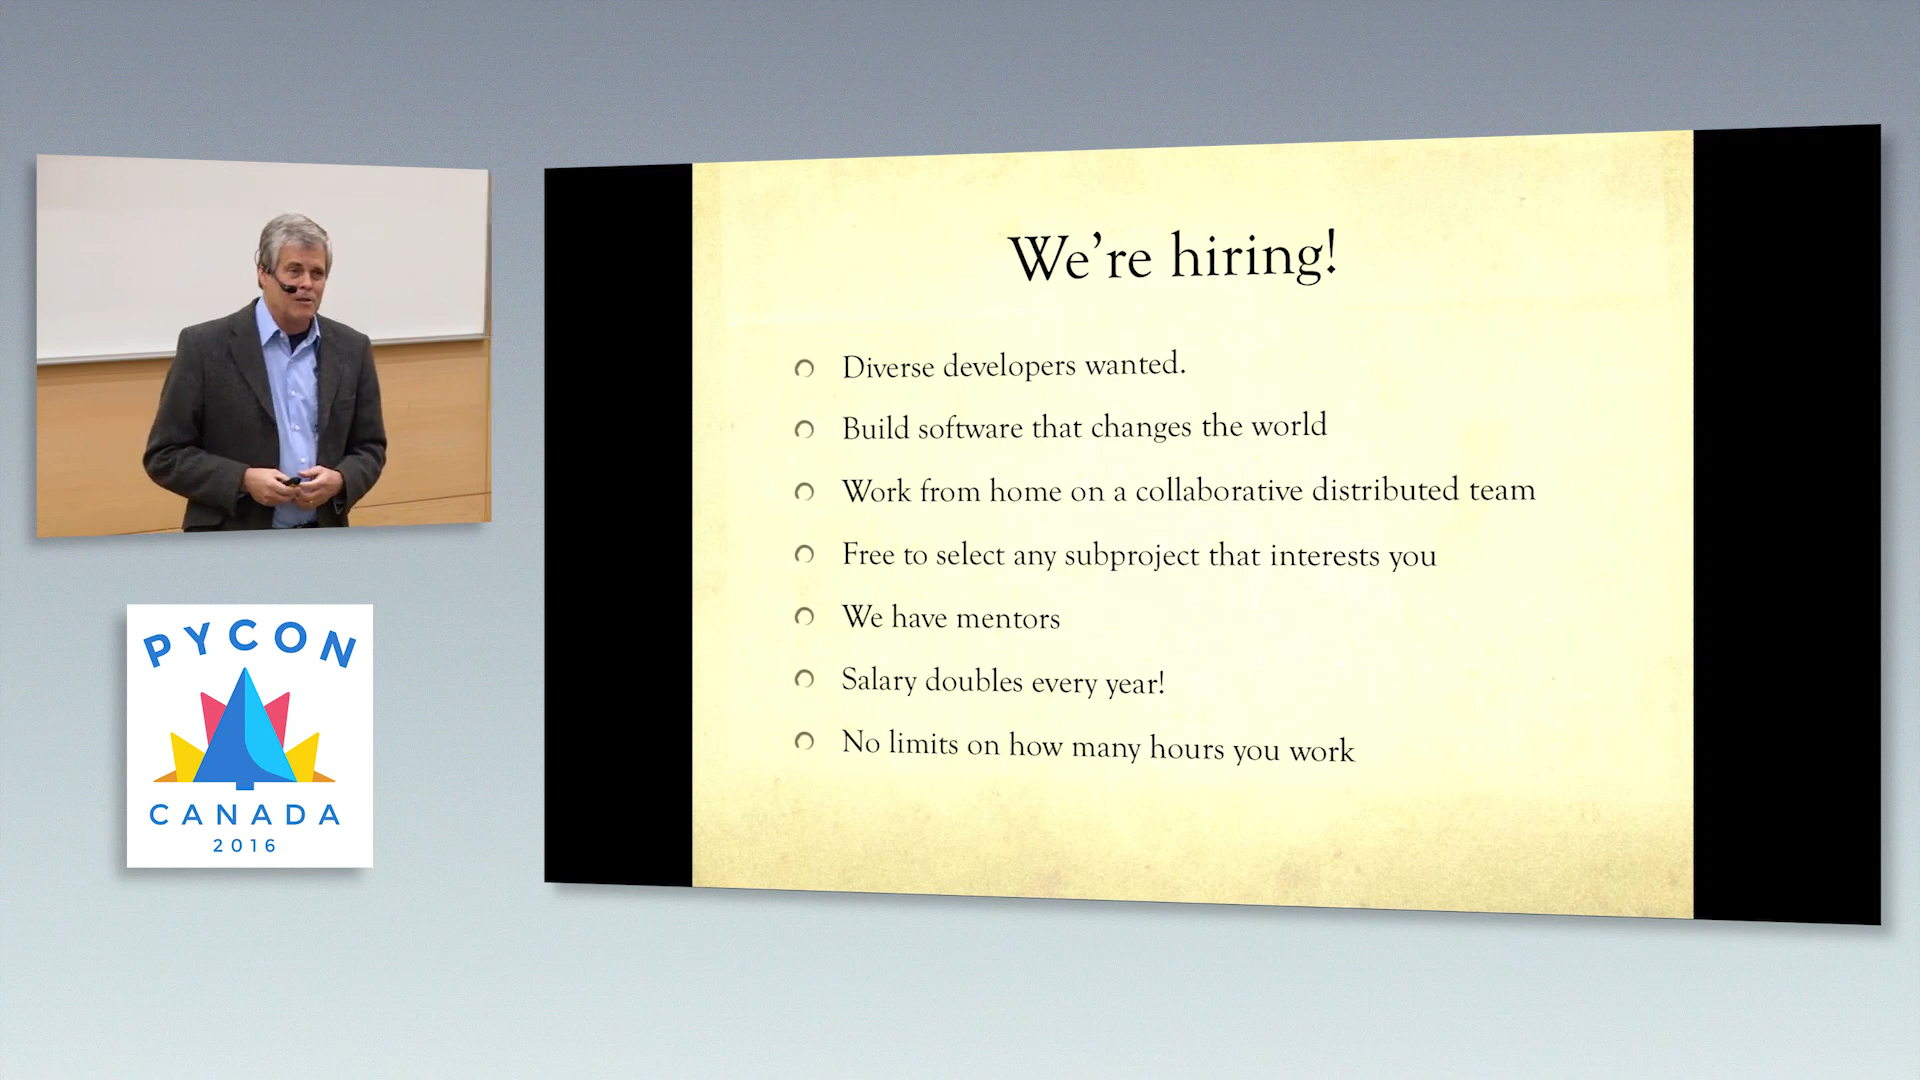 We're hiring!
Diverse developers wanted.
Build software that changes the world
Work from home on a collaborative distributed team
Free to select any subproject that interests you
We have mentors
Salary doubles every year!
No limits on how many hours you work
PYCON
CANADA
2016